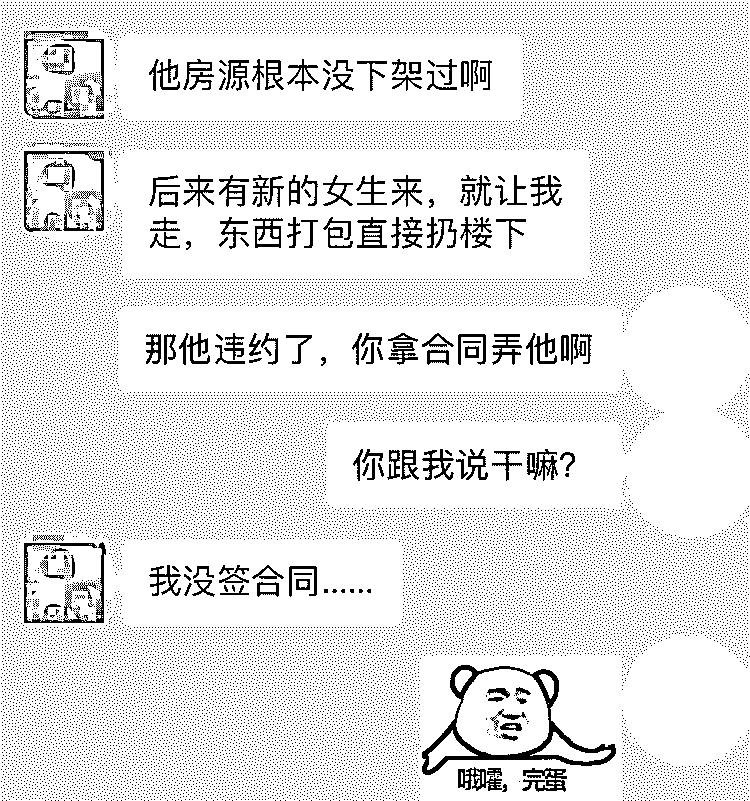 他房源根本没下架过啊
后来有新的女生来，就让我
走，东西打包直接扔楼下
那他违约了，你拿合同弄他啊
你跟我说干嘛？
我没签合同......
哦嚯，完蛋